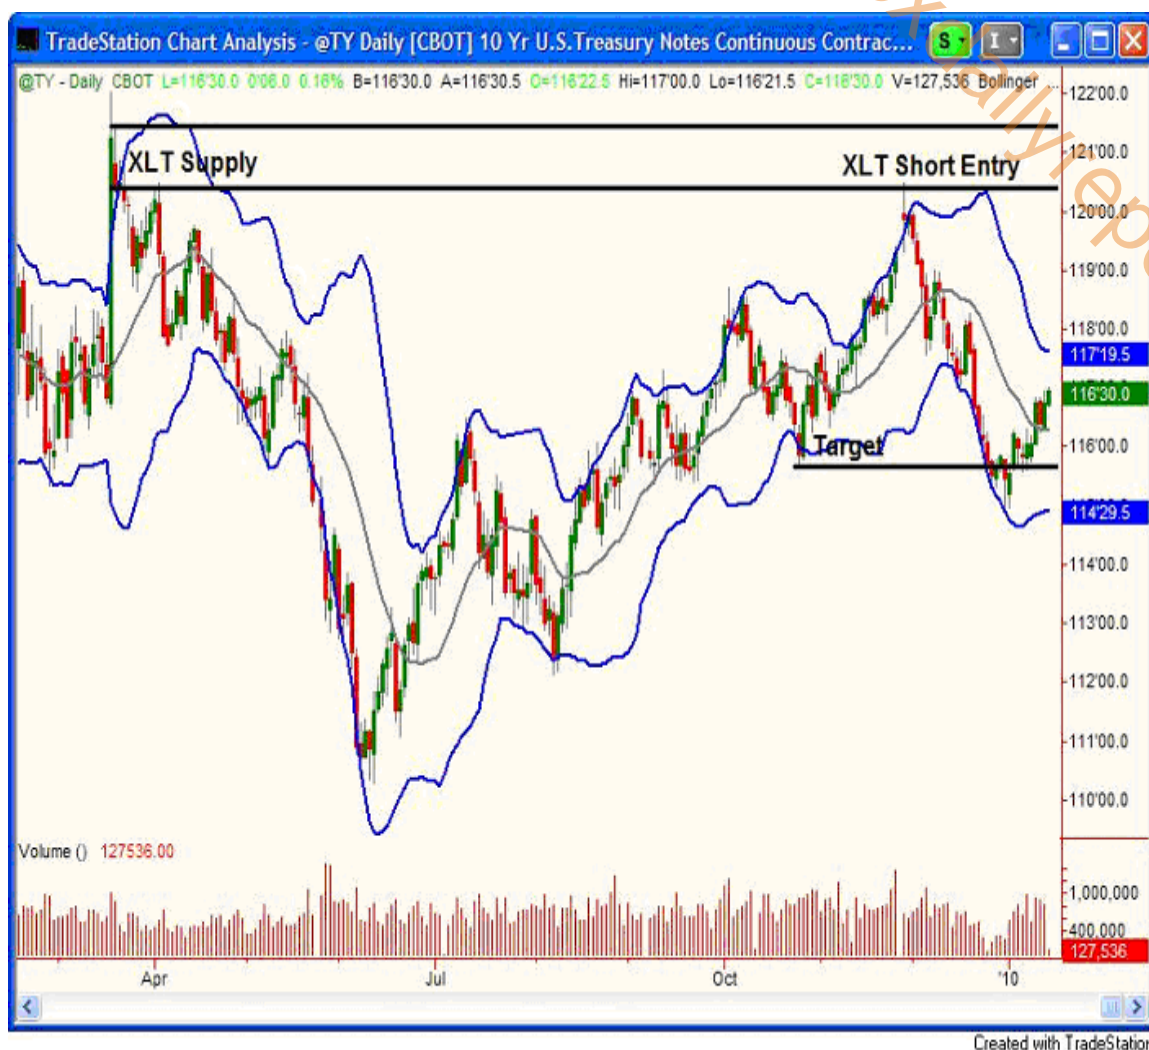 TradeStation Chart Analysis - @TY Daily [CBOT] 10 Yr U.S.Treasury Notes Continuous Contrac... S I
@TY - Daily CBOT L=116'30.0 0'06.0 0.16% B=116'30.0 A=116'30.5 O=116'22.5 Hi=117'00.0 Lo=116'21.5 C=116'30.0 V=127,536 Bollinger ...
122'00.0
XLT Supply
XLT Short Entry
121'00.0
120'00.0
119'00.0
118'00.0
117'19.5
116'30.0
116'00.0
Target
114'29.5
114'00.0
113'00.0
112'00.0
111'00.0
110'00.0
Volume () 127536.00
1,000,000
400,000
127,536
Apr Jul Oct '10
Created with TradeStation